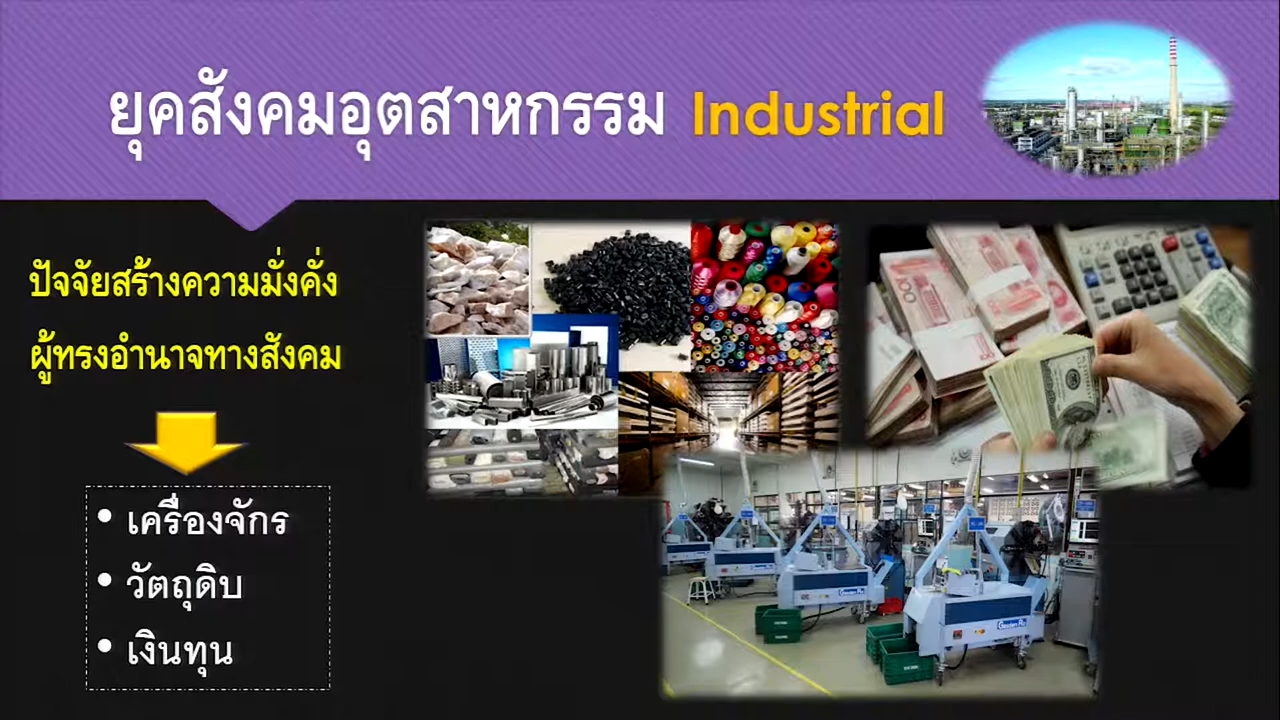 ยุคสังคมอุตสาหกรรม Industrial
ปัจจัยสร้างความมั่งคั่ง
ผู้ทรงอำนาจทางสังคม
• เครื่องจักร
• วัตถุดิบ
• เงินทุน
100